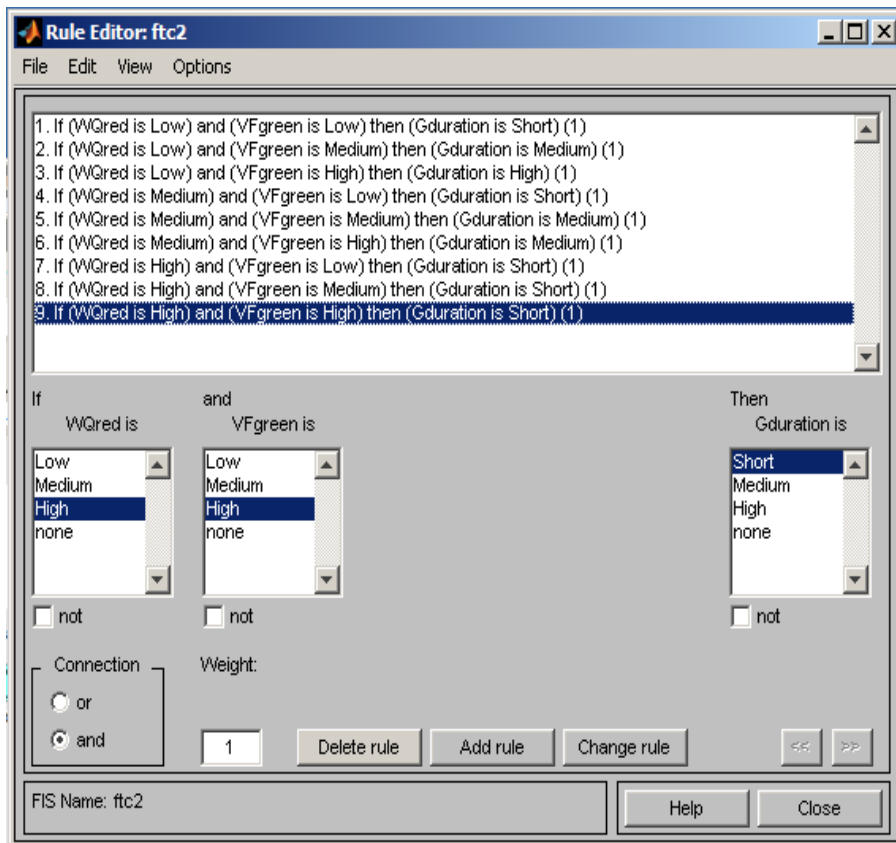 Rule Editor: ftc2
File Edit View Options
1. If (WQred is Low) and (VFgreen is Low) then (Gduration is Short) (1)
2. If (WQred is Low) and (VFgreen is Medium) then (Gduration is Medium) (1)
3. If (WQred is Low) and (VFgreen is High) then (Gduration is High) (1)
4. If (WQred is Medium) and (VFgreen is Low) then (Gduration is Short) (1)
5. If (WQred is Medium) and (VFgreen is Medium) then (Gduration is Medium) (1)
6. If (WQred is Medium) and (VFgreen is High) then (Gduration is Medium) (1)
7. If (WQred is High) and (VFgreen is Low) then (Gduration is Short) (1)
8. If (WQred is High) and (VFgreen is Medium) then (Gduration is Short) (1)
9. If (WQred is High) and (VFgreen is High) then (Gduration is Short) (1)
If and Then
WQred is VFgreen is Gduration is
Low Low Short
Medium Medium Medium
High High High
none none none
not not not
Connection Weight:
or
and 1 Delete rule Add rule Change rule << >>
FIS Name: ftc2 Help Close